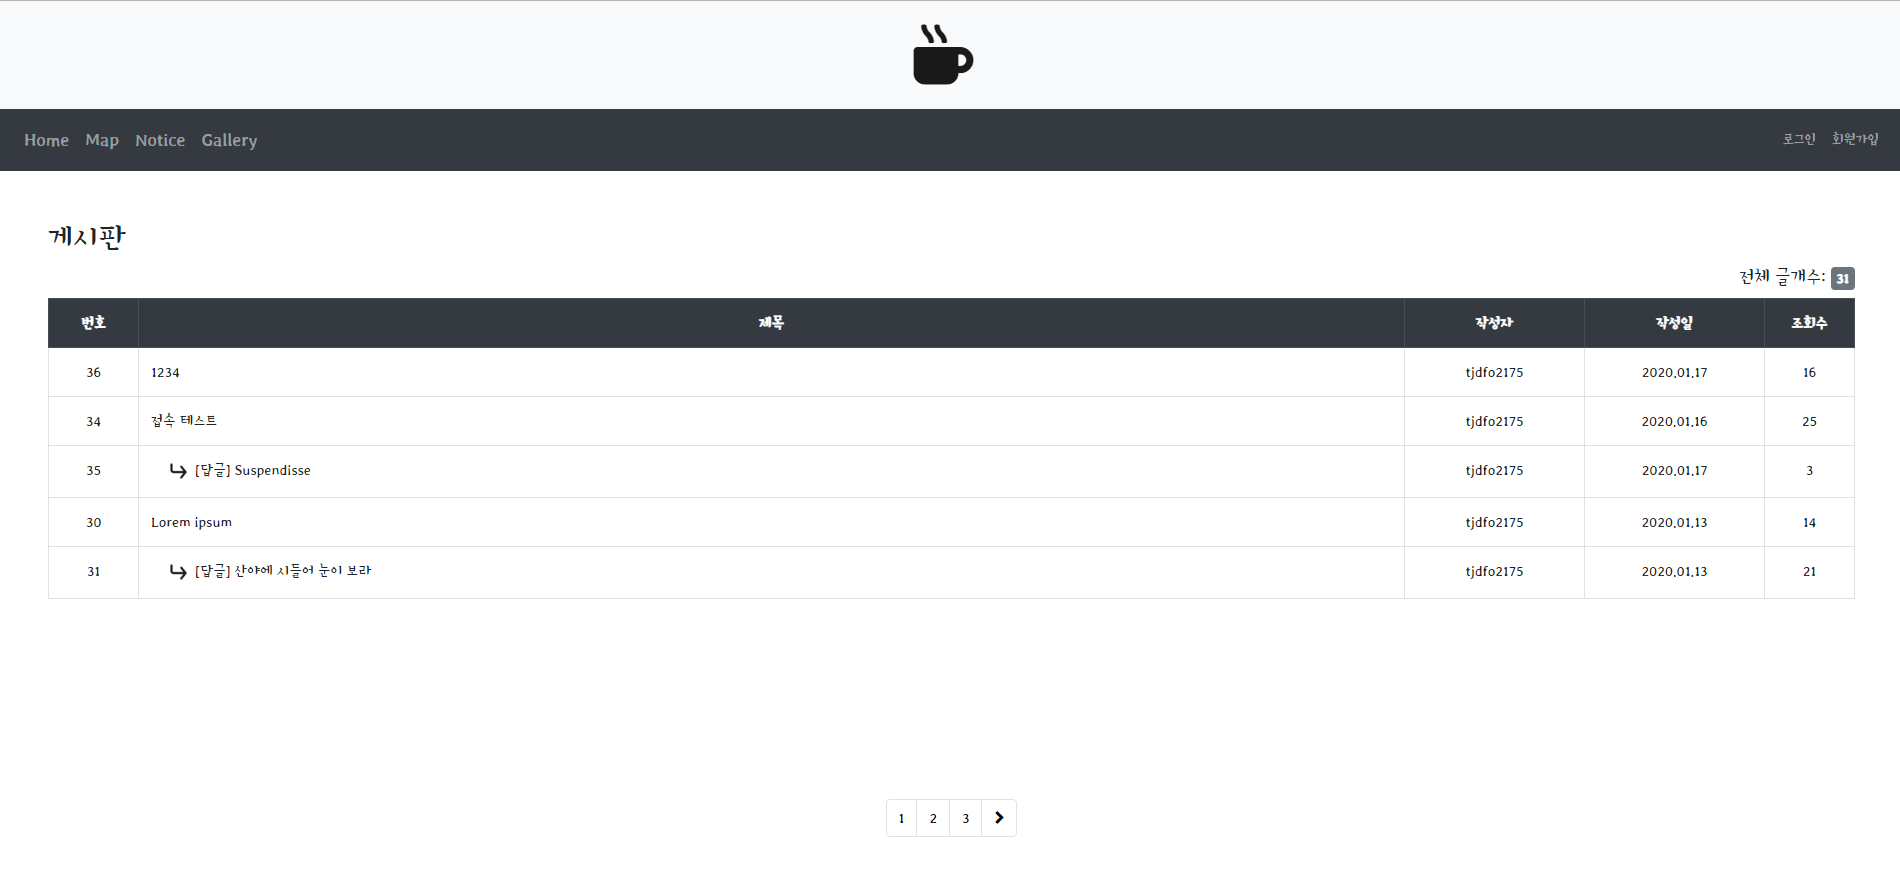 Home Map Notice Gallery 로그인 회원가입
게시판
전체 글개수: 31
번호 제목 작성자 작성일 조회수
36 1234 tjdfo2175 2020.01.17 16
34 접속 테스트 tjdfo2175 2020.01.16 25
35 [답글] Suspendisse tjdfo2175 2020.01.17 3
30 Lorem ipsum tjdfo2175 2020.01.13 14
31 [답글] 산야에 시들어 눈이 보라 tjdfo2175 2020.01.13 21
1 2 3